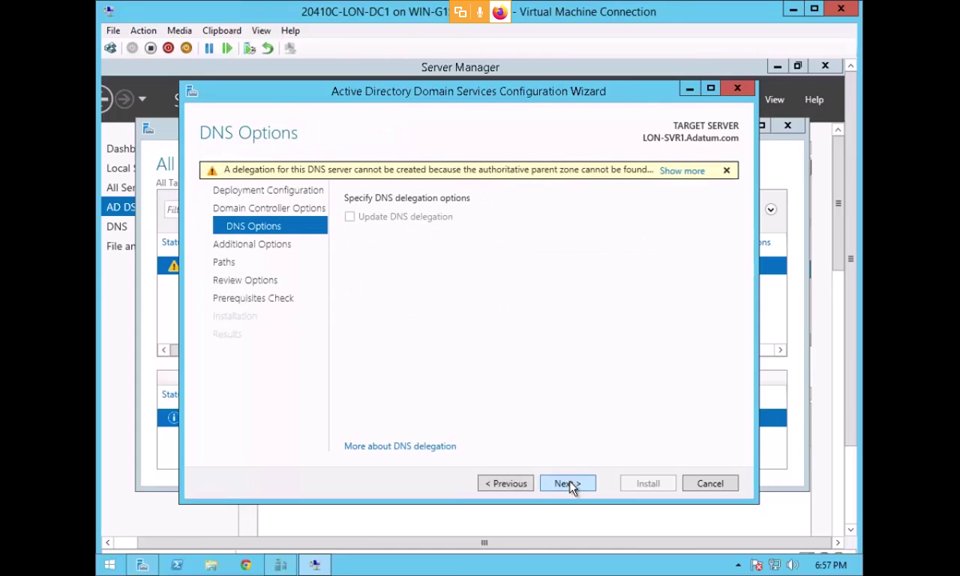 20410C-LON-DC1 on WIN-G1 - Virtual Machine Connection
File Action Media Clipboard View Help
Server Manager
View Help
Active Directory Domain Services Configuration Wizard
DNS Options
TARGET SERVER
LON-SVR1.Adatum.com
A delegation for this DNS server cannot be created because the authoritative parent zone cannot be found... Show more
Dashb
Local S
All Ser
AD DS
DNS
File an
All
All Ta
Filt
Statu
Stat
ons
Deployment Configuration
Domain Controller Options
DNS Options
Additional Options
Paths
Review Options
Prerequisites Check
Installation
Results
Specify DNS delegation options
Update DNS delegation
More about DNS delegation
< Previous
Next >
Install
Cancel
6:57 PM